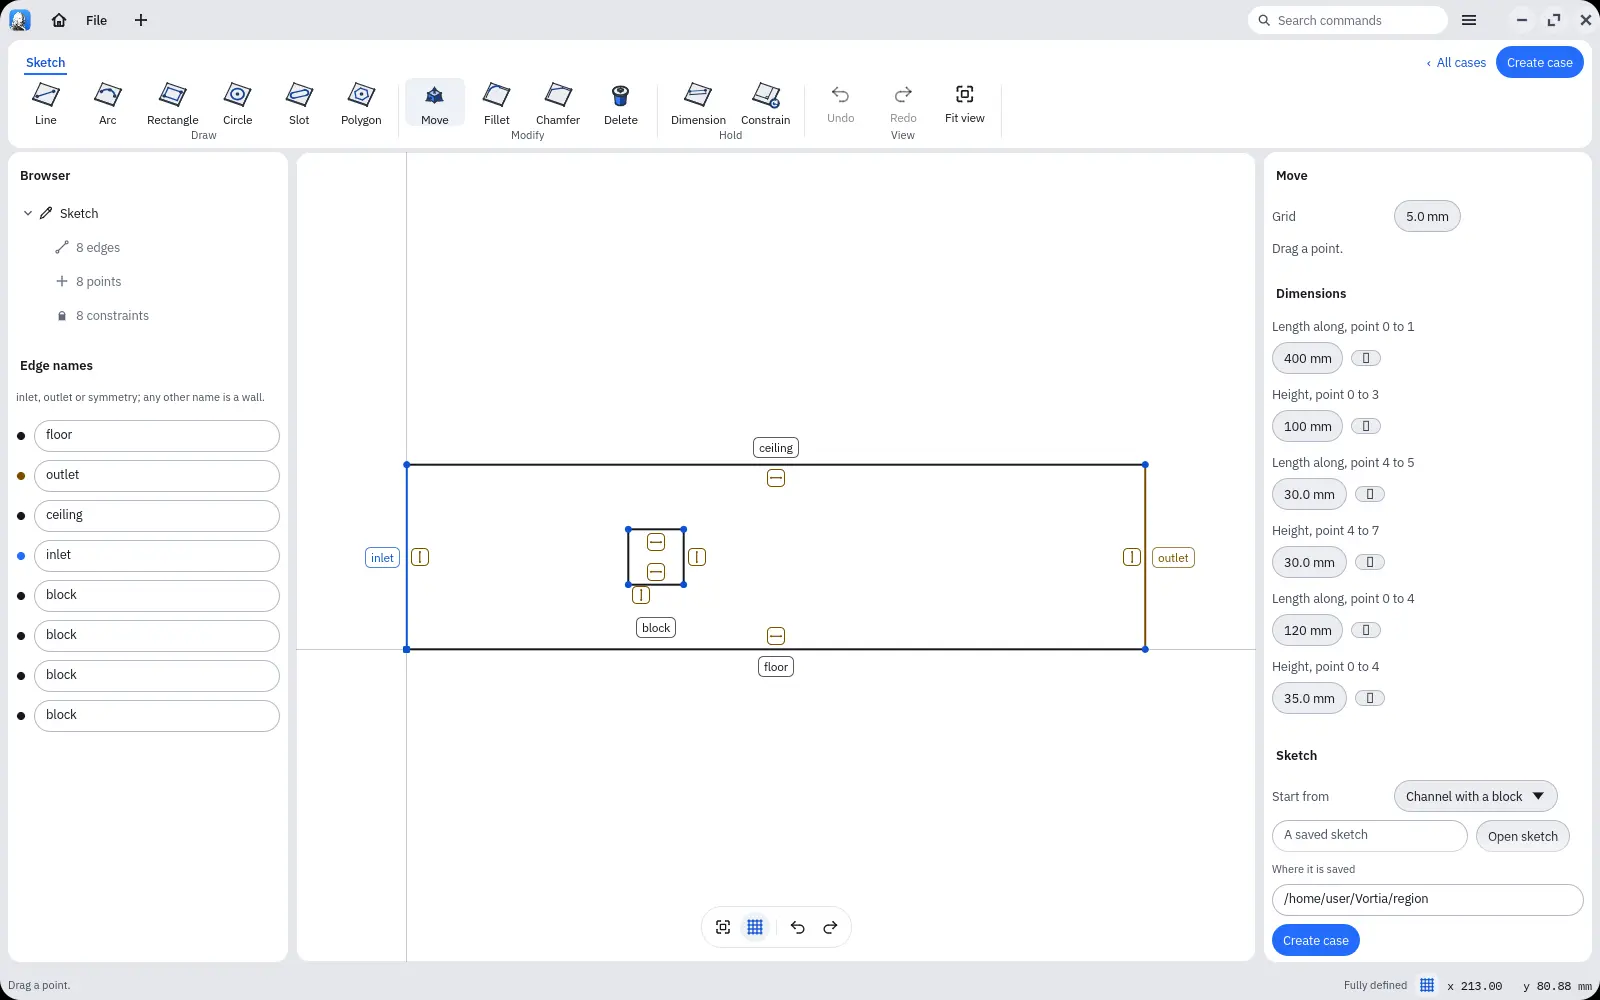 File
Search commands
Sketch
‹ All cases
Create case
Line
Arc
Rectangle
Circle
Slot
Polygon
Draw
Move
Fillet
Chamfer
Delete
Modify
Dimension
Constrain
Hold
Undo
Redo
Fit view
View
Browser
Sketch
8 edges
8 points
8 constraints
Edge names
inlet, outlet or symmetry; any other name is a wall.
floor
outlet
ceiling
inlet
block
block
block
block
ceiling
inlet
outlet
block
floor
Move
Grid
5.0 mm
Drag a point.
Dimensions
Length along, point 0 to 1
400 mm
Height, point 0 to 3
100 mm
Length along, point 4 to 5
30.0 mm
Height, point 4 to 7
30.0 mm
Length along, point 0 to 4
120 mm
Height, point 0 to 4
35.0 mm
Sketch
Start from
Channel with a block
A saved sketch
Open sketch
Where it is saved
/home/user/Vortia/region
Create case
Drag a point.
Fully defined
x 213.00
y 80.88 mm